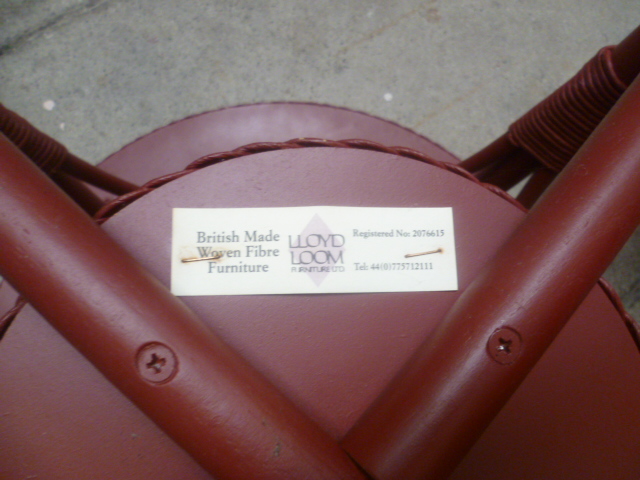 British Made
Woven Fibre
Furniture
LLOYD
LOOM
FURNITURE LTD
Registered No: 2076615
Tel: 44(0)775712111